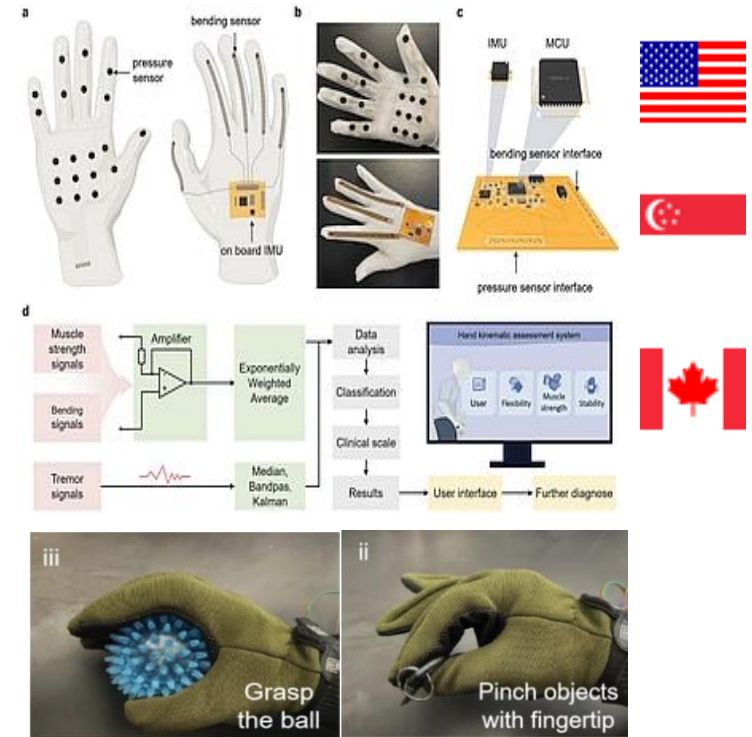 a
b
c
bending sensor
pressure
sensor
on board IMU
IMU
MCU
bending sensor interface
pressure sensor interface
d
Muscle
strength
signals
Bending
signals
Tremor
signals
Amplifier
Exponentially
Weighted
Average
Median,
Bandpas,
Kalman
Data
analysis
Classification
Clinical scale
Results
User interface
Further diagnose
Hand kinematic assessment system
User
Flexibility
Muscle
strength
Stability
iii
Grasp
the ball
ii
Pinch objects
with fingertip